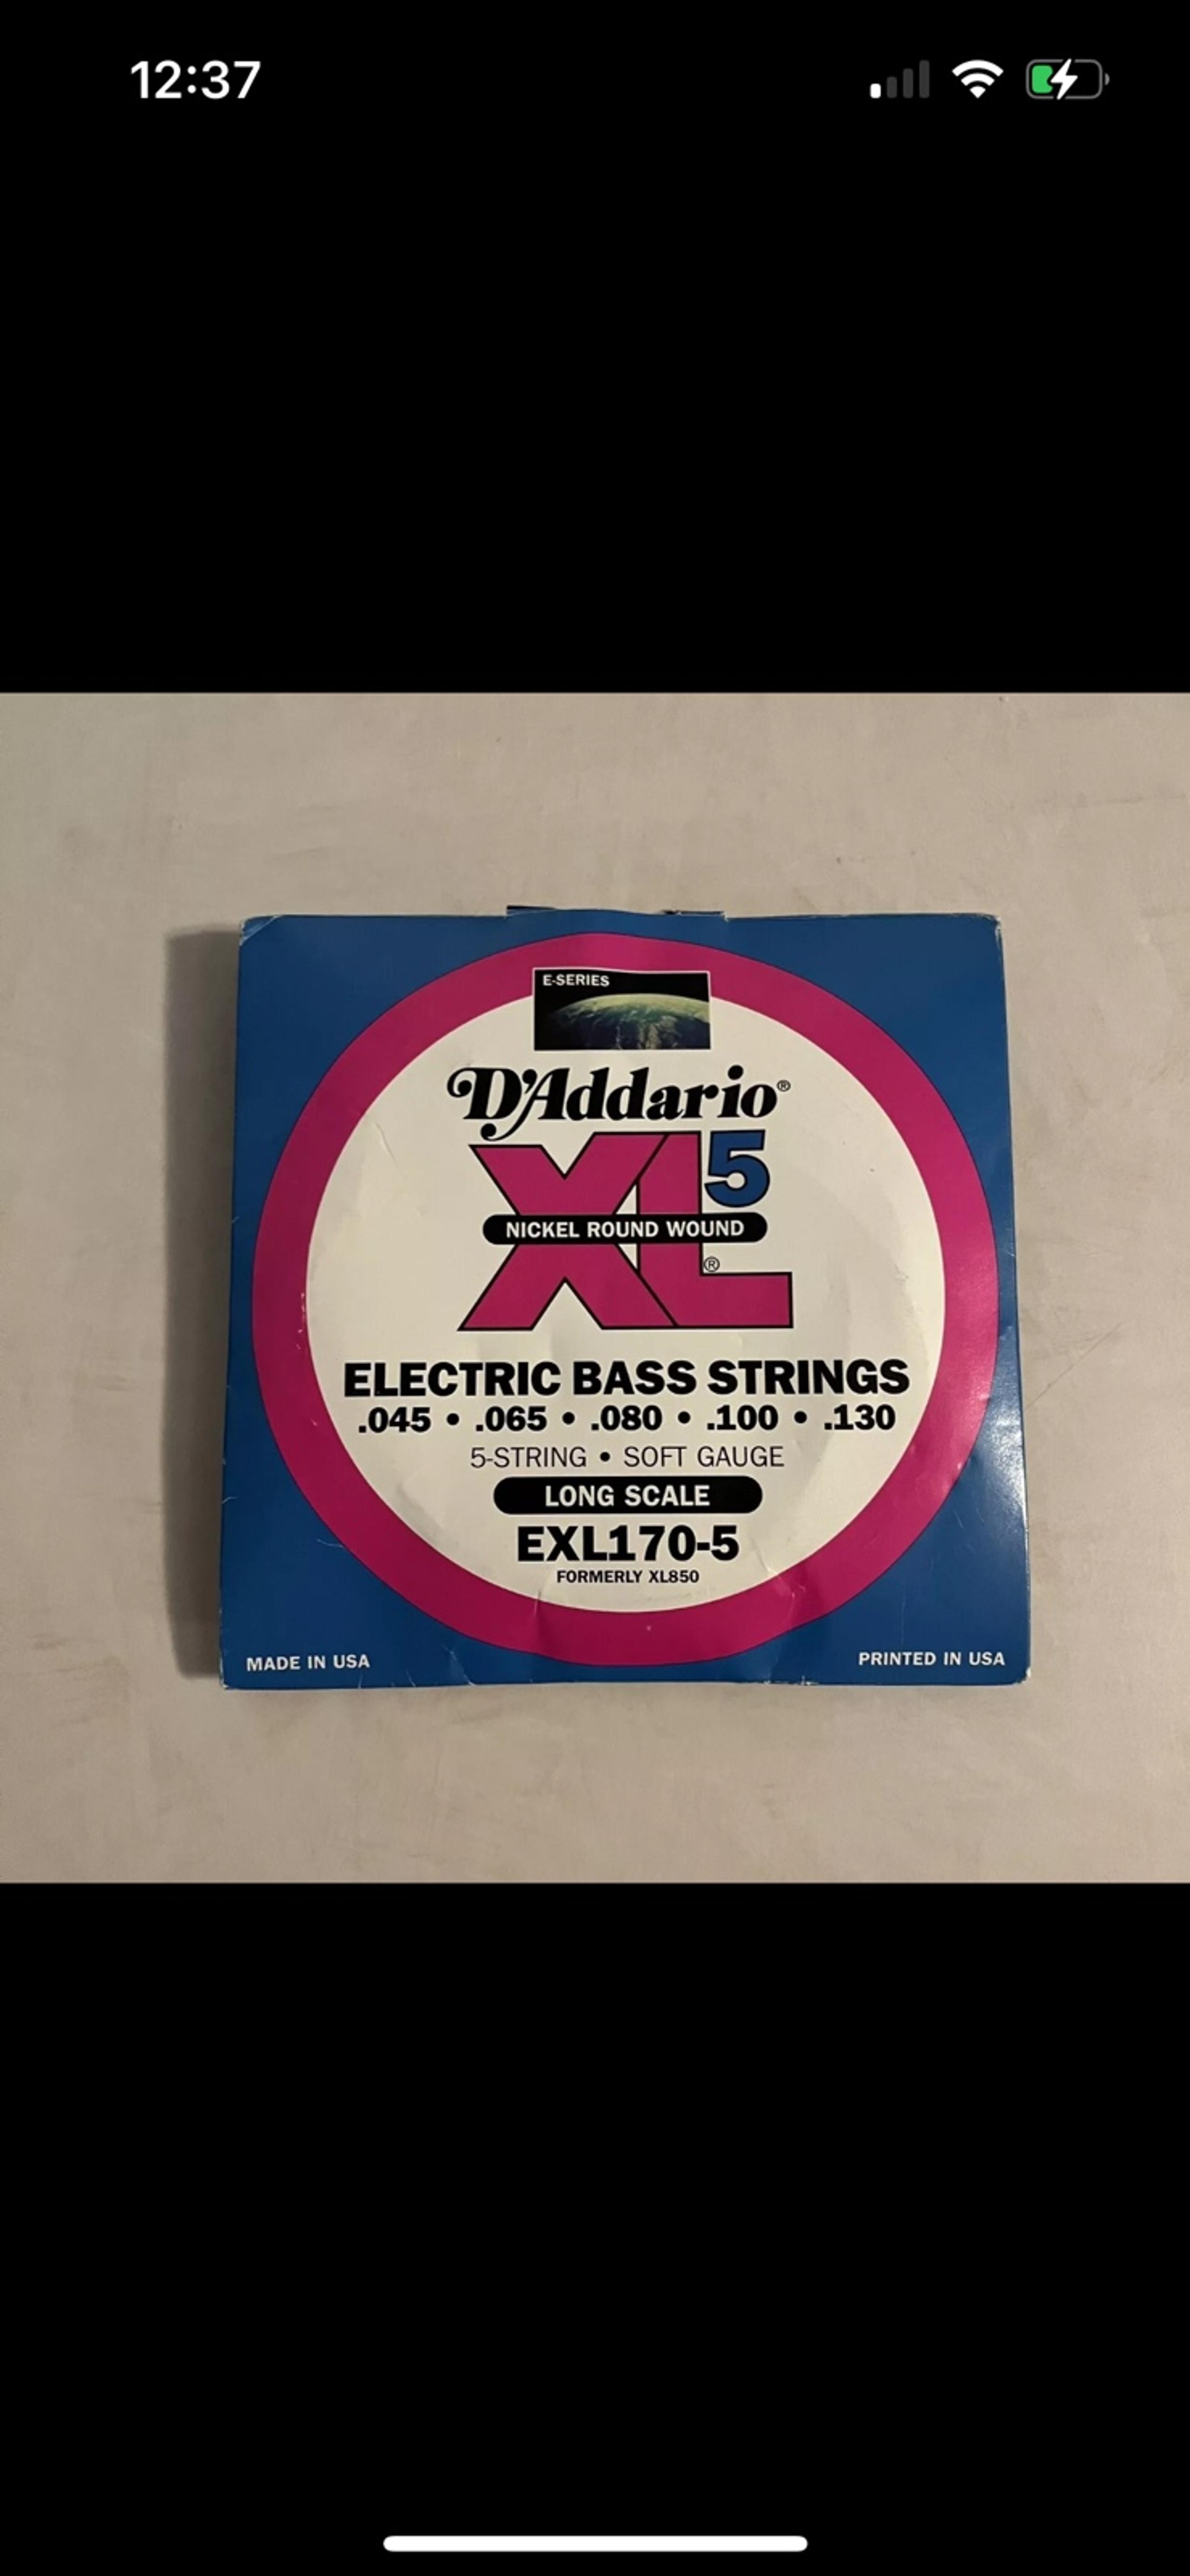 12:37
E-SERIES
D'Addario®
XL5
NICKEL ROUND WOUND
®
ELECTRIC BASS STRINGS
.045 • .065 • .080 • .100 • .130
5-STRING • SOFT GAUGE
LONG SCALE
EXL170-5
FORMERLY XL850
MADE IN USA
PRINTED IN USA